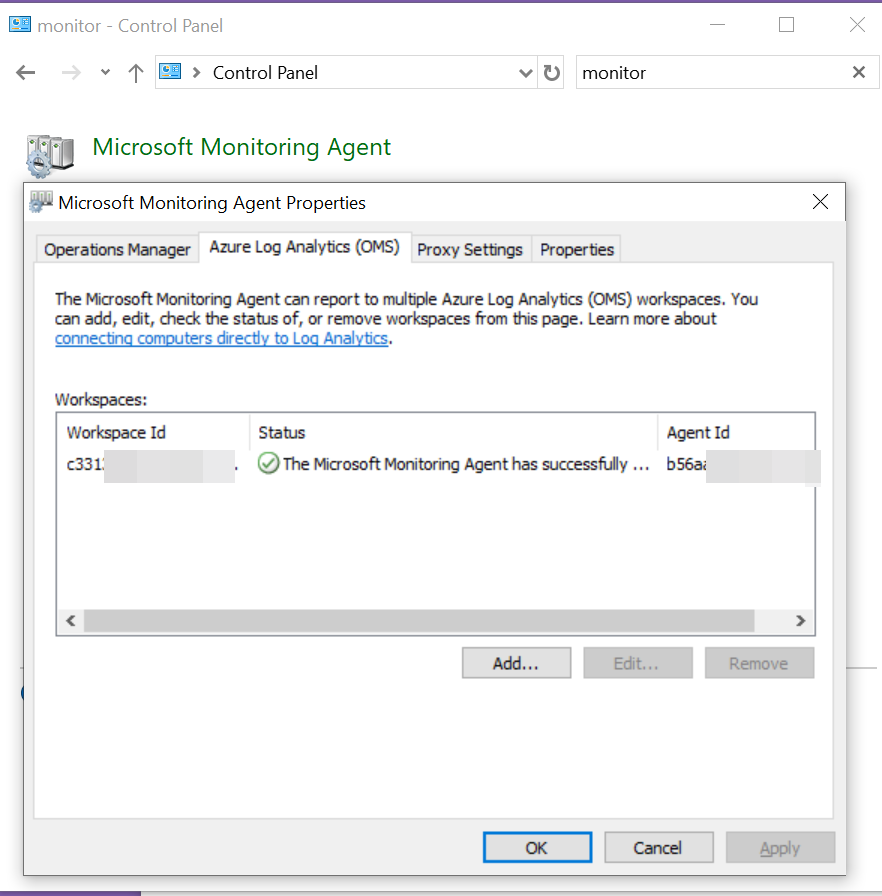 monitor - Control Panel
Control Panel
monitor
Microsoft Monitoring Agent
Microsoft Monitoring Agent Properties
Operations Manager
Azure Log Analytics (OMS)
Proxy Settings
Properties
The Microsoft Monitoring Agent can report to multiple Azure Log Analytics (OMS) workspaces. You
can add, edit, check the status of, or remove workspaces from this page. Learn more about
connecting computers directly to Log Analytics.
Workspaces:
Workspace Id Status Agent Id
The Microsoft Monitoring Agent has successfully ...
Add... Edit... Remove
OK Cancel Apply